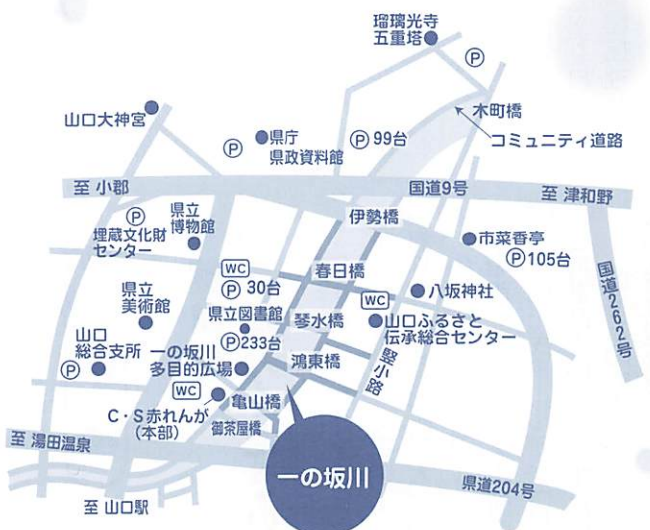 瑠璃光寺
五重塔
P
木町橋
コミュニティ道路
山口大神宮
P
県庁
県政資料館
P 99台
至 小郡
国道9号
至 津和野
伊勢橋
P
埋蔵文化財
センター
県立
博物館
市菜香亭
P 105台
国道262号
WC
P 30台
春日橋
WC
八坂神社
県立
美術館
県立図書館
琴水橋
山口ふるさと
伝承総合センター
山口
総合支所
P
P 233台
一の坂川
多目的広場
鴻東橋
竪小路
WC
亀山橋
C・S赤れんが
(本部)
御茶屋橋
至 湯田温泉
一の坂川
県道204号
至 山口駅